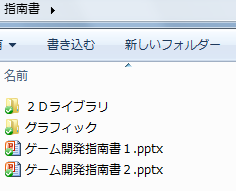 指南書
書き込む 新しいフォルダー
名前
２Ｄライブラリ
グラフィック
ゲーム開発指南書１.pptx
ゲーム開発指南書２.pptx